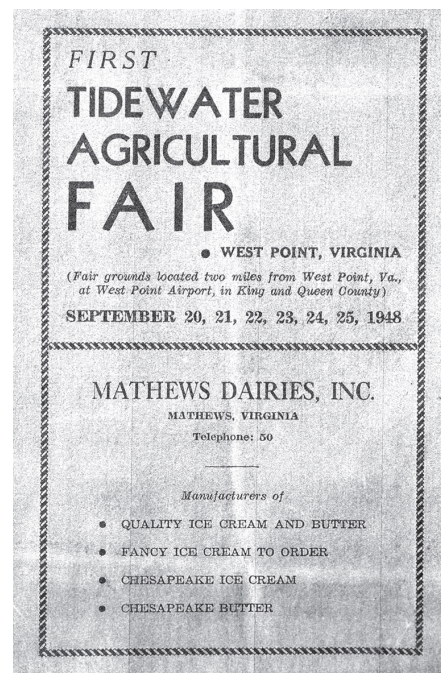 FIRST
TIDEWATER
AGRICULTURAL
FAIR
● WEST POINT, VIRGINIA
(Fair grounds located two miles from West Point, Va.,
at West Point Airport, in King and Queen County)
SEPTEMBER 20, 21, 22, 23, 24, 25, 1948
MATHEWS DAIRIES, INC.
MATHEWS, VIRGINIA
Telephone: 50
Manufacturers of
● QUALITY ICE CREAM AND BUTTER
● FANCY ICE CREAM TO ORDER
● CHESAPEAKE ICE CREAM
● CHESAPEAKE BUTTER